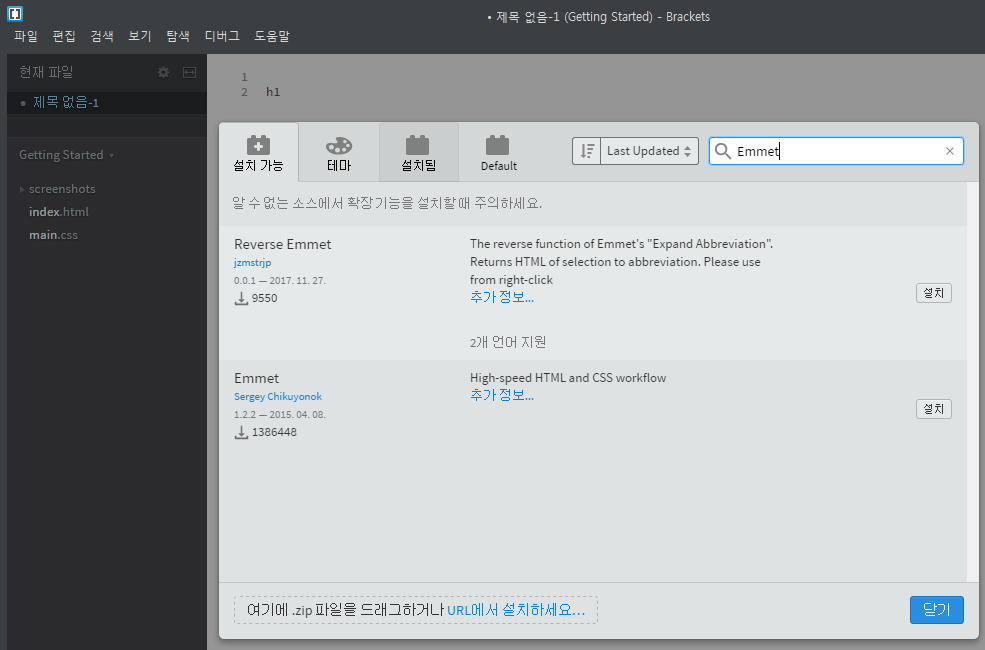 • 제목 없음-1 (Getting Started) - Brackets
파일 편집 검색 보기 탐색 디버그 도움말
현재 파일
• 제목 없음-1
Getting Started
screenshots
index.html
main.css
1
2 h1
설치 가능
테마
설치됨
Default
Last Updated
Emmet
알 수 없는 소스에서 확장 기능을 설치할 때 주의하세요.
Reverse Emmet
jzmstrjp
0.0.1 — 2017. 11. 27.
9550
The reverse function of Emmet's "Expand Abbreviation".
Returns HTML of selection to abbreviation. Please use
from right-click
추가 정보...
2개 언어 지원
설치
Emmet
Sergey Chikuyonok
1.2.2 — 2015. 04. 08.
1386448
High-speed HTML and CSS workflow
추가 정보...
설치
여기에 .zip 파일을 드래그하거나 URL에서 설치하세요...
닫기